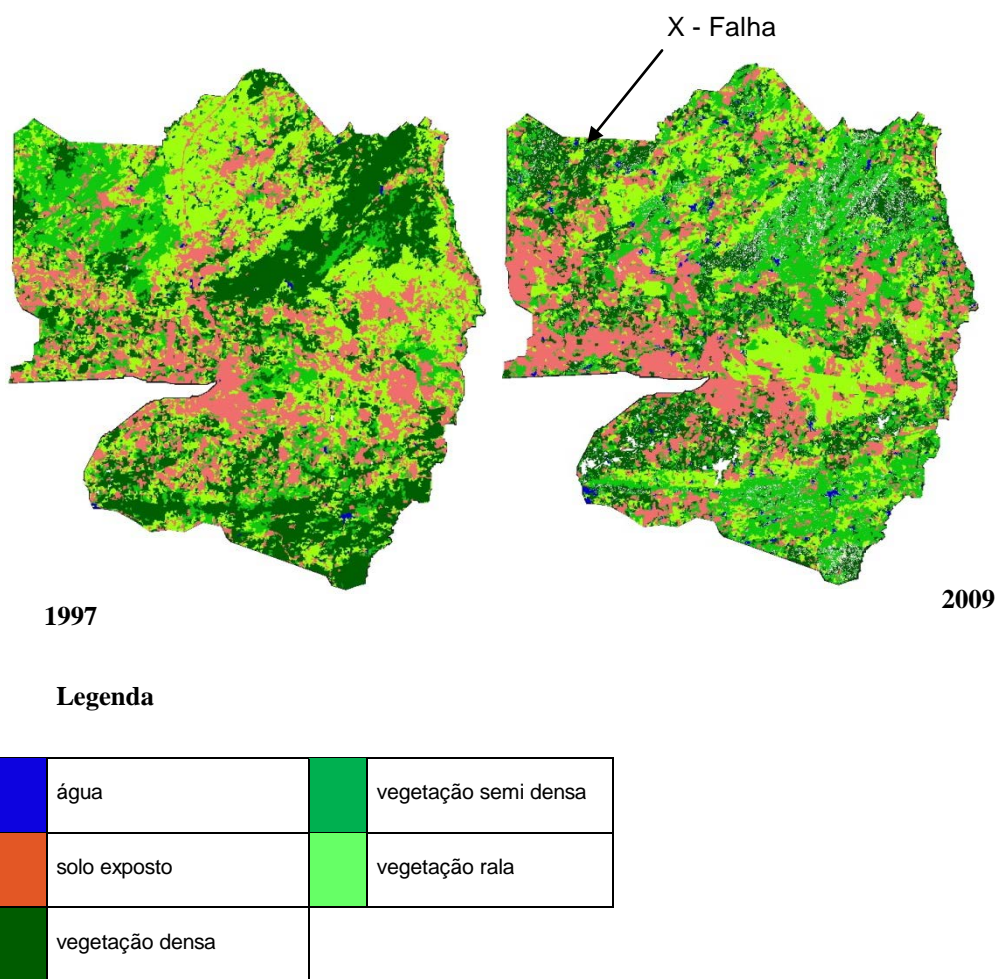 X - Falha
1997
2009
Legenda
água
vegetação semi densa
solo exposto
vegetação rala
vegetação densa